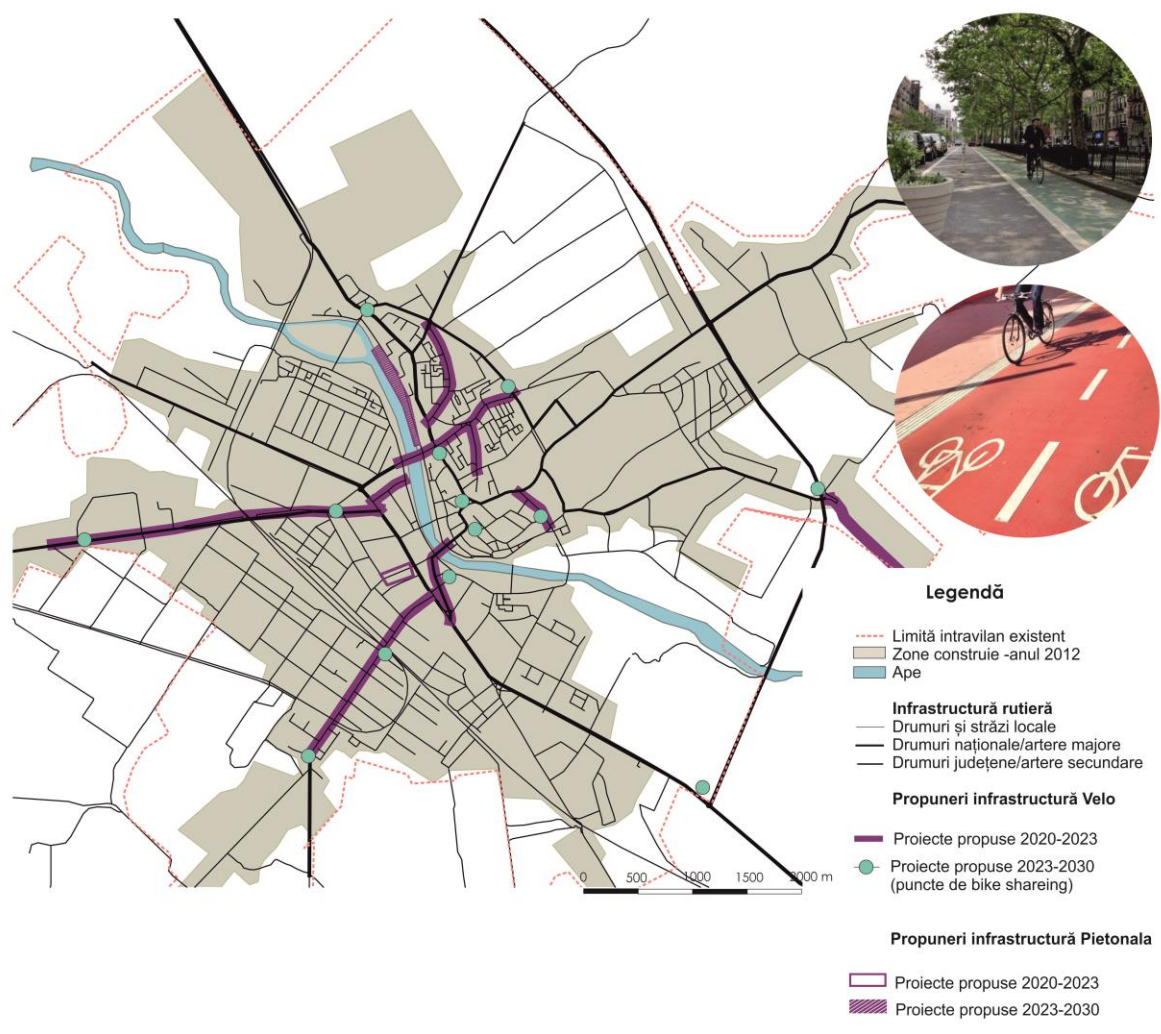 Legendă
Limită intravilan existent
Zone construie -anul 2012
Ape
Infrastructură rutieră
Drumuri și străzi locale
Drumuri naționale/artere majore
Drumuri județene/artere secundare
Propuneri infrastructură Velo
Proiecte propuse 2020-2023
Proiecte propuse 2023-2030
(puncte de bike shareing)
0 500 1000 1500 2000 m
Propuneri infrastructură Pietonala
Proiecte propuse 2020-2023
Proiecte propuse 2023-2030